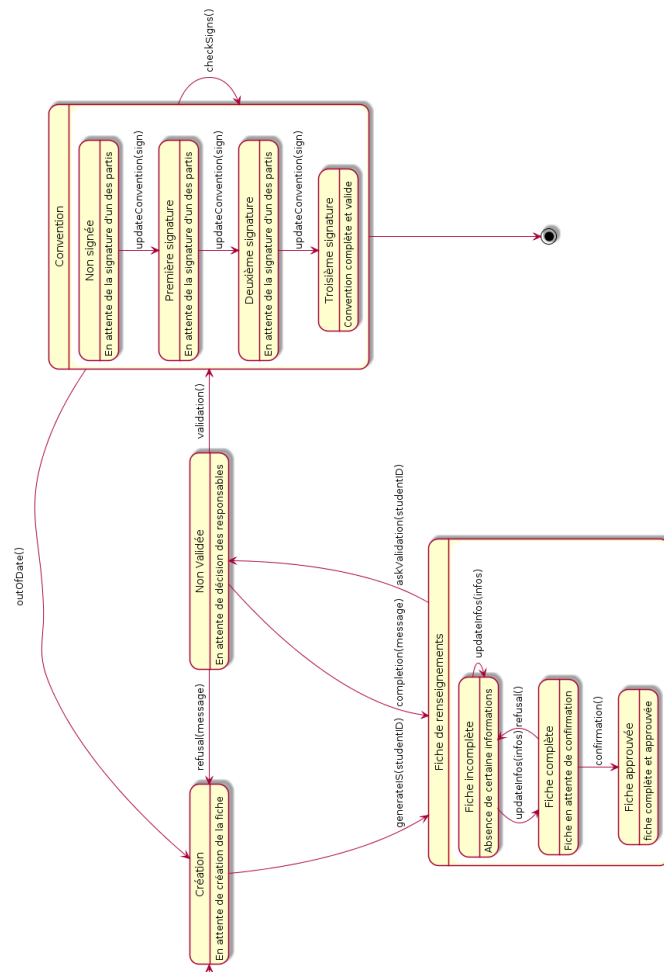 checkSigns()
Convention
Non signée
En attente de la signature d'un des partis
updateConvention(sign)
Première signature
En attente de la signature d'un des partis
updateConvention(sign)
Deuxième signature
En attente de la signature d'un des partis
updateConvention(sign)
Troisième signature
Convention complète et valide
outOfDate()
validation()
Non Validée
En attente de décision des responsables
refusal(message)
completion(message)
askValidation(studentID)
Création
En attente de création de la fiche
generateIS(studentID)
Fiche de renseignements
Fiche incomplète
Absence de certaine informations
updateInfos(infos)
updateInfos(infos)
refusal()
Fiche complète
Fiche en attente de confirmation
confirmation()
Fiche approuvée
fiche complète et approuvée